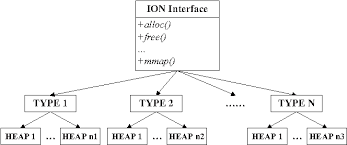 ION Interface
+alloc()
+free()
...
+mmap()
TYPE 1 TYPE 2 ...... TYPE N
HEAP 1 ... HEAP n1 HEAP 1 ... HEAP n2 HEAP 1 ... HEAP n3